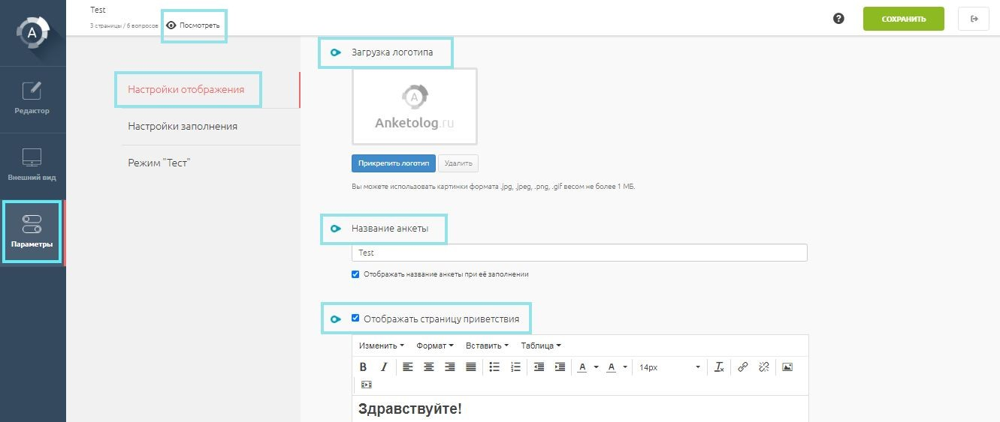 Test
3 страницы / 6 вопросов
Посмотреть
СОХРАНИТЬ
A
Редактор
Внешний вид
Параметры
Настройки отображения
Настройки заполнения
Режим "Тест"
Загрузка логотипа
A
Anketolog.ru
Прикрепить логотип Удалить
Вы можете использовать картинки формата .jpg, .jpeg, .png, .gif весом не более 1 МБ.
Название анкеты
Test
Отображать название анкеты при её заполнении
Отображать страницу приветствия
Изменить Формат Вставить Таблица
B I A A 14px
Здравствуйте!